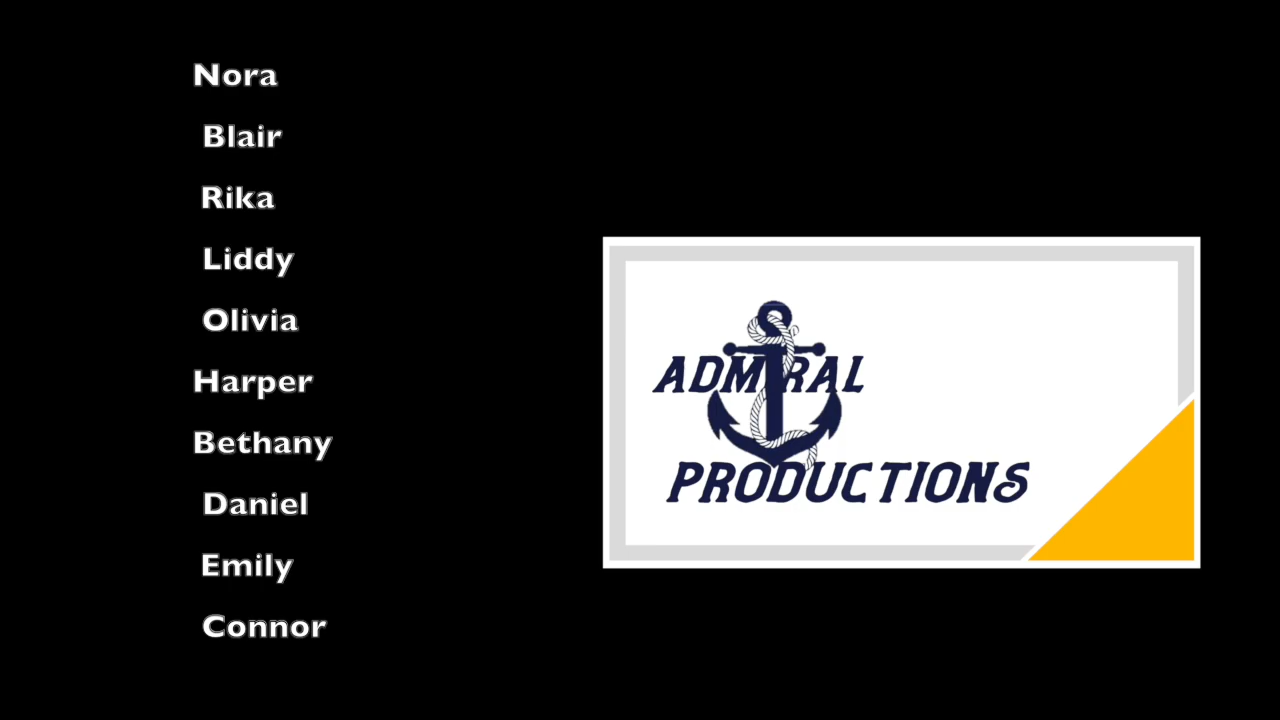 Nora
Blair
Rika
Liddy
Olivia
Harper
Bethany
Daniel
Emily
Connor
ADMIRAL
PRODUCTIONS